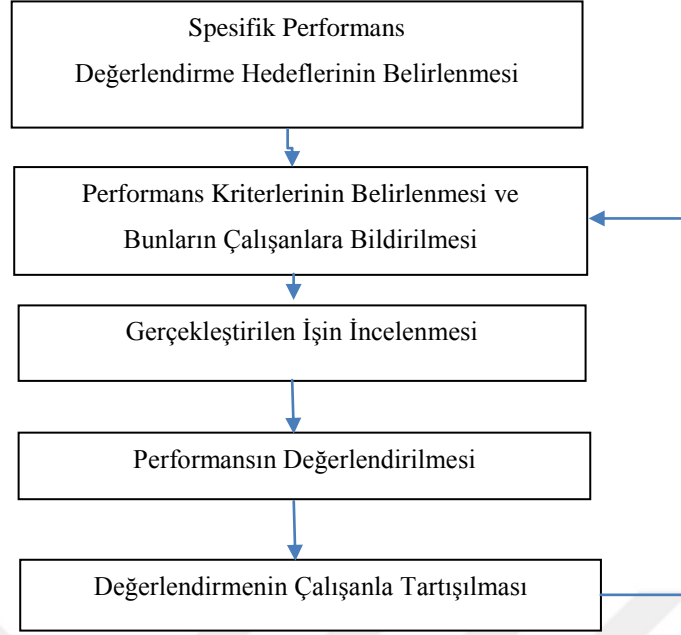 Spesifik Performans
Değerlendirme Hedeflerinin Belirlenmesi
Performans Kriterlerinin Belirlenmesi ve
Bunların Çalışanlara Bildirilmesi
Gerçekleştirilen İşin İncelenmesi
Performansın Değerlendirilmesi
Değerlendirmenin Çalışanla Tartışılması